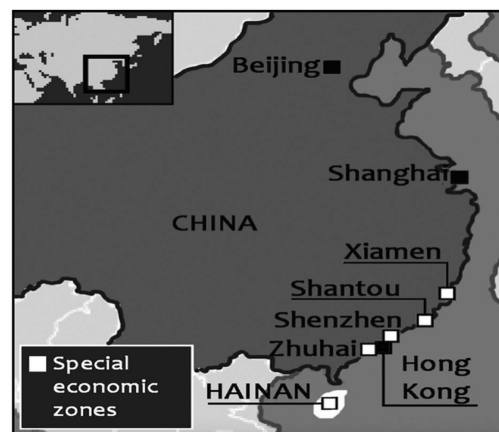 Beijing
Shanghai
CHINA
Xiamen
Shantou
Shenzhen
Zhuhai
Hong
Kong
HAINAN
Special
economic
zones